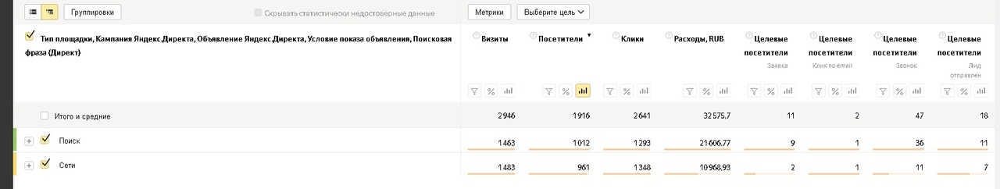 Группировки Скрывать статистически недостоверные данные Метрики Выберите цель
Тип площадки, Кампания Яндекс.Директа, Объявление Яндекс.Директа, Условие показа объявления, Поисковая
фраза (Директ)
Визиты Посетители Клики Расходы, RUB Целевые посетители Целевые посетители Целевые посетители Целевые посетители
Заявка Клик по email Звонок Лид отправлен
Итого и средние 2 946 1 916 2 641 32 575,7 11 2 47 18
Поиск 1 463 1 012 1 293 21 606,77 9 1 36 11
Сети 1 483 961 1 348 10 968,93 2 1 11 7